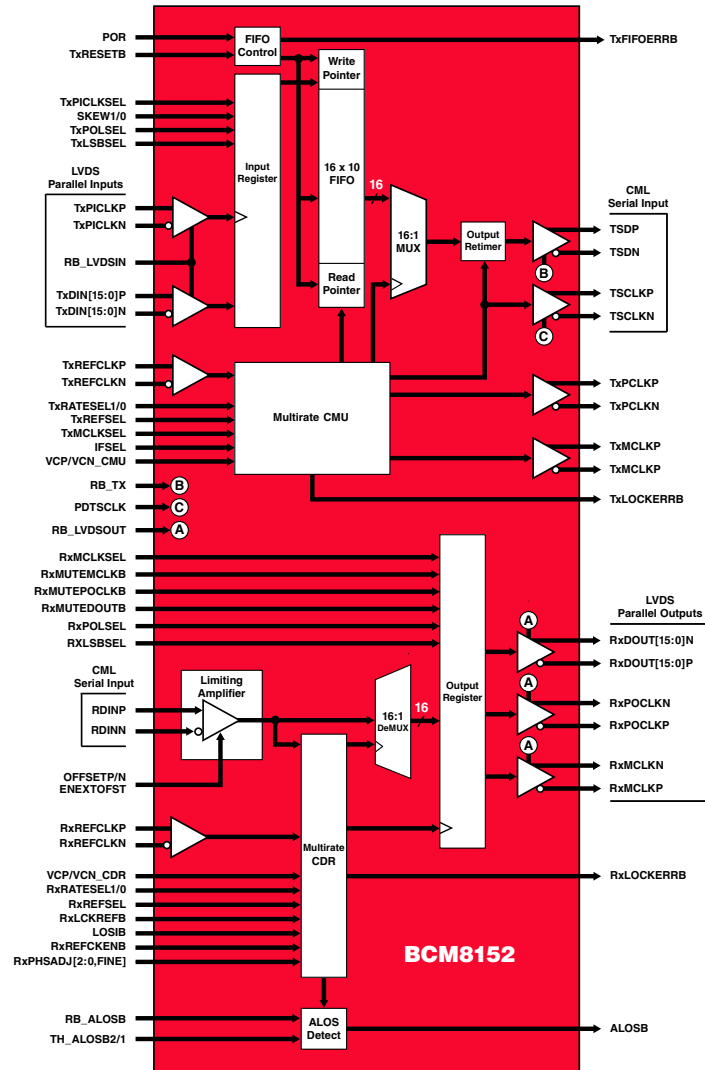 POR
TxRESETB
FIFO
Control
TxFIFOERRB
Write
Pointer
TxPICLKSEL
SKEW1/0
TxPOLSEL
TxLSBSEL
Input
Register
16 x 10
FIFO
16
16:1
MUX
LVDS
Parallel Inputs
TxPICLKP
TxPICLKN
RB_LVDSIN
TxDIN[15:0]P
TxDIN[15:0]N
Read
Pointer
Output
Retimer
CML
Serial Input
TSDP
TSDN
B
TSCLKP
TSCLKN
C
TxREFCLKP
TxREFCLKN
TxRATESEL1/0
TxREFSEL
TxMCLKSEL
IFSEL
VCP/VCN_CMU
Multirate CMU
TxPCLKP
TxPCLKN
TxMCLKP
TxMCLKP
TxLOCKERRB
RB_TX
B
PDTSCLK
C
RB_LVDSOUT
A
RxMCLKSEL
RxMUTEMCLKB
RxMUTEPOCLKB
RxMUTEDOUTB
RxPOLSEL
RXLSBSEL
Output
Register
LVDS
Parallel Outputs
A
RxDOUT[15:0]N
RxDOUT[15:0]P
A
RxPOCLKN
RxPOCLKP
A
RxMCLKN
RxMCLKP
CML
Serial Input
RDINP
RDINN
Limiting
Amplifier
16:1
DeMUX
16
OFFSETP/N
ENEXTOFST
RxREFCLKP
RxREFCLKN
Multirate
CDR
VCP/VCN_CDR
RxRATESEL1/0
RxREFSEL
RxLCKREFB
LOSIB
RxREFCKENB
RxPHSADJ[2:0,FINE]
RxLOCKERRB
BCM8152
RB_ALOSB
TH_ALOSB2/1
ALOS
Detect
ALOSB